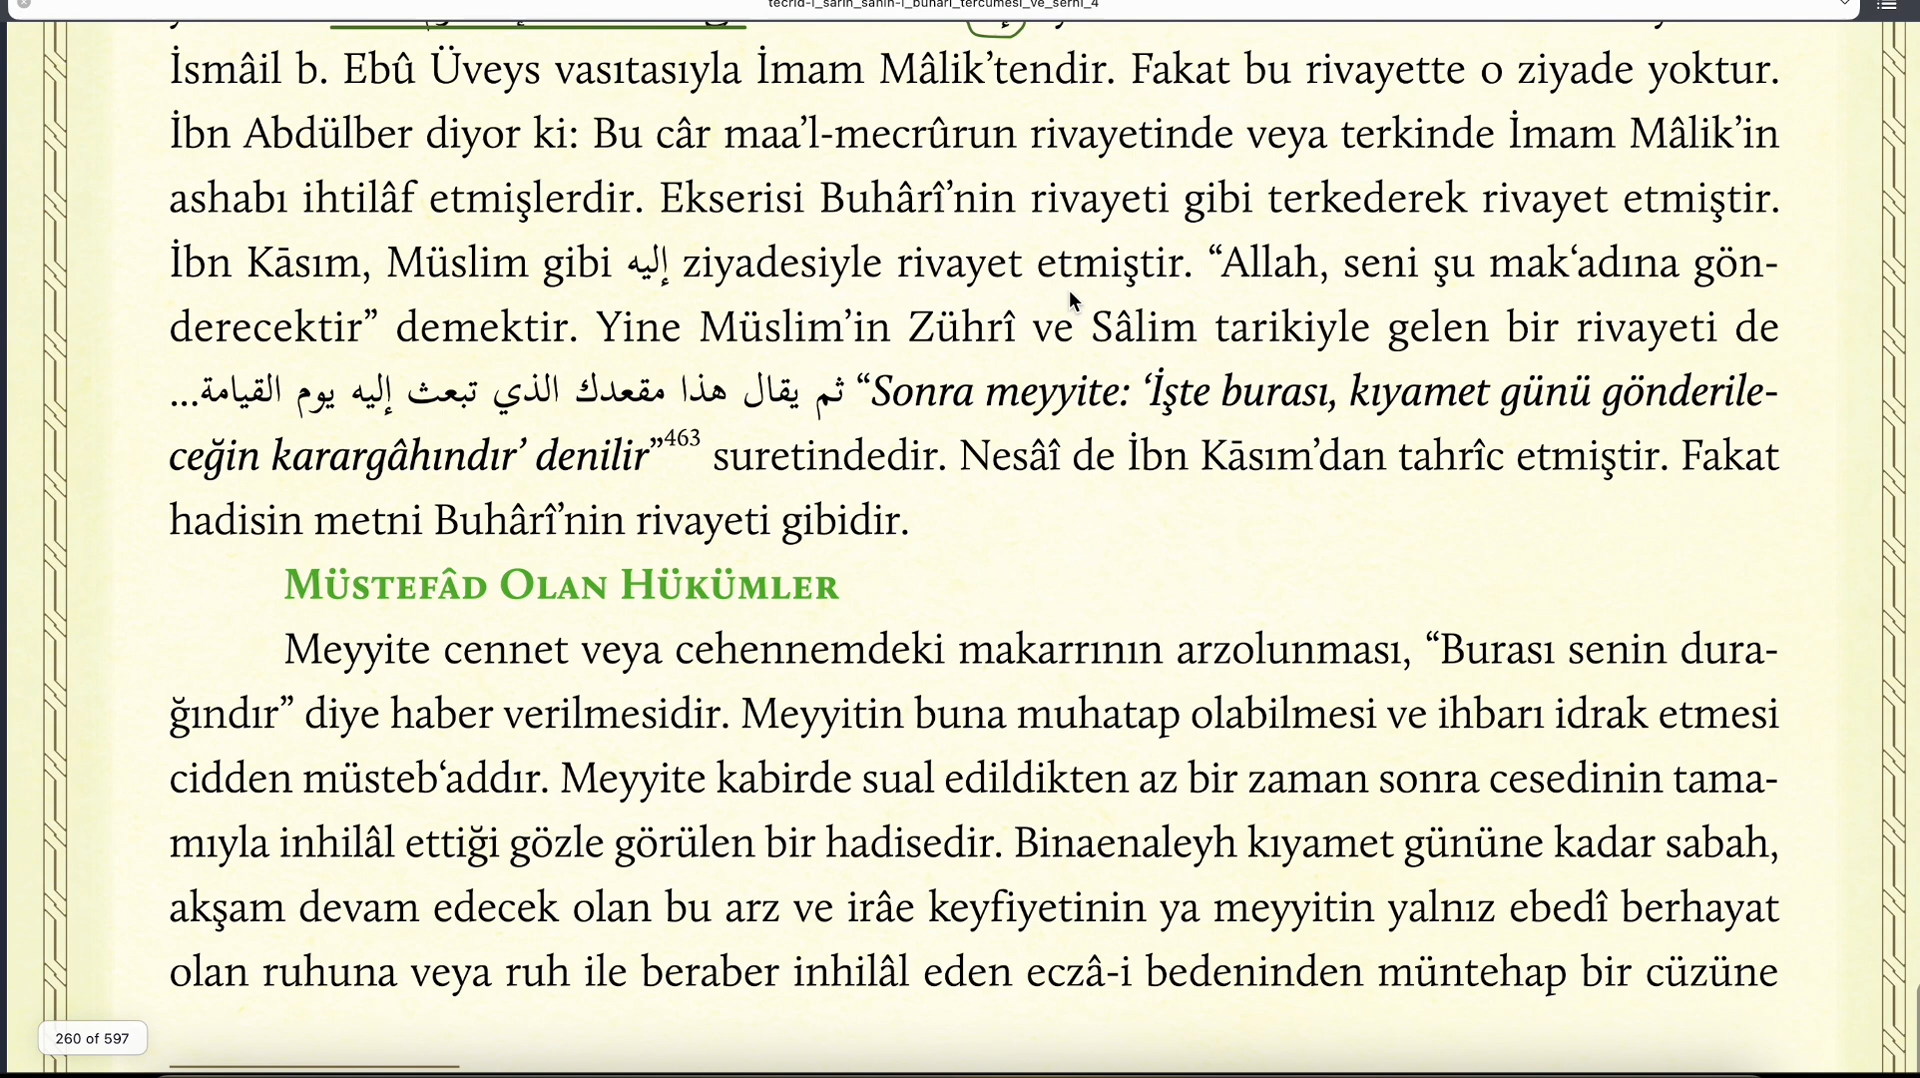 tecrid-i_sarih_sahih-i_buhari_tercumesi_ve_serhi_4
İsmâil b. Ebû Üveys vasıtasıyla İmam Mâlik’tendir. Fakat bu rivayette o ziyade yoktur.
İbn Abdülber diyor ki: Bu câr maa’l-mecrûrun rivayetinde veya terkinde İmam Mâlik’in
ashabı ihtilâf etmişlerdir. Ekserisi Buhârî’nin rivayeti gibi terkederek rivayet etmiştir.
İbn Kāsım, Müslim gibi إليه ziyadesiyle rivayet etmiştir. “Allah, seni şu mak‘adına gön-
derecektir” demektir. Yine Müslim’in Zührî ve Sâlim tarikiyle gelen bir rivayeti de
ثم يقال هذا مقعدك الذي تبعث إليه يوم القيامة... “Sonra meyyite: ‘İşte burası, kıyamet günü gönderile-
ceğin karargâhındır’ denilir”463 suretindedir. Nesâî de İbn Kāsım’dan tahrîc etmiştir. Fakat
hadisin metni Buhârî’nin rivayeti gibidir.
Müstefâd Olan Hükümler
Meyyite cennet veya cehennemdeki makarrının arzolunması, “Burası senin dura-
ğındır” diye haber verilmesidir. Meyyitin buna muhatap olabilmesi ve ihbarı idrak etmesi
cidden müsteb‘addır. Meyyite kabirde sual edildikten az bir zaman sonra cesedinin tama-
mıyla inhilâl ettiği gözle görülen bir hadisedir. Binaenaleyh kıyamet gününe kadar sabah,
akşam devam edecek olan bu arz ve irâe keyfiyetinin ya meyyitin yalnız ebedî berhayat
olan ruhuna veya ruh ile beraber inhilâl eden eczâ-i bedeninden müntehap bir cüzüne
260 of 597